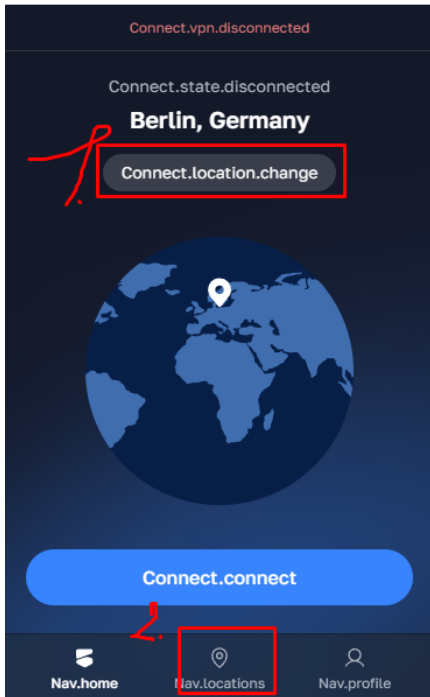 Connect.vpn.disconnected
Connect.state.disconnected
Berlin, Germany
1.
Connect.location.change
Connect.connect
2.
Nav.home Nav.locations Nav.profile